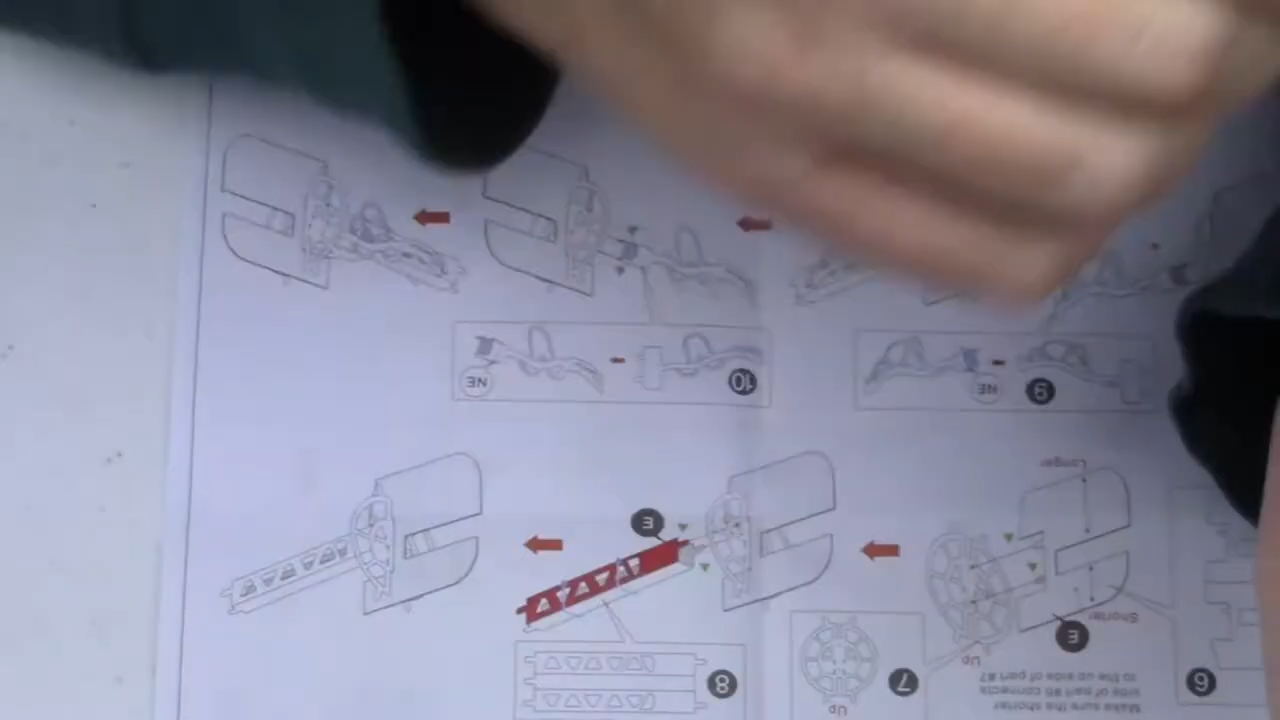 Make sure the shorter
side of part #6 connects
to the up side of part #7
6
7
Up
8
Up
E
Shorter
E
Longer
9
NE
10
NE